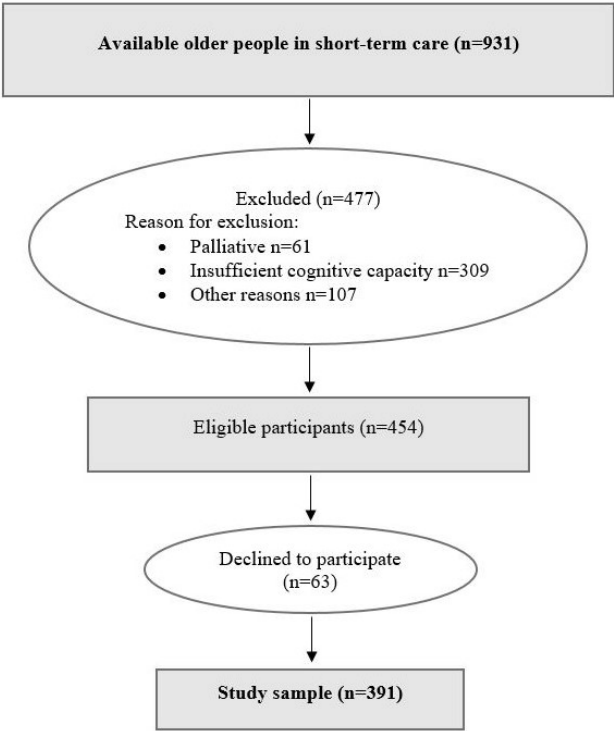 Available older people in short-term care (n=931)
Excluded (n=477)
Reason for exclusion:
• Palliative n=61
• Insufficient cognitive capacity n=309
• Other reasons n=107
Eligible participants (n=454)
Declined to participate
(n=63)
Study sample (n=391)